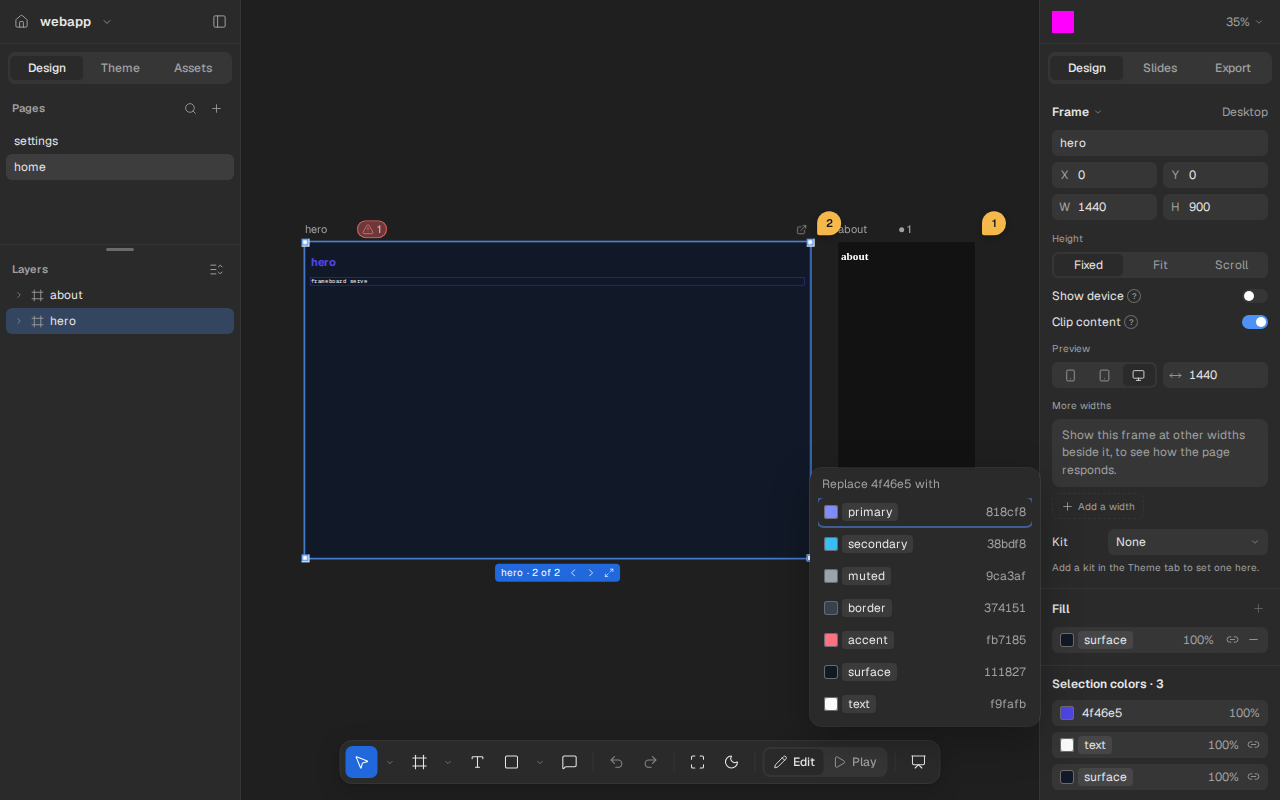 webapp
Design
Theme
Assets
Pages
settings
home
Layers
about
hero
hero
1
2
about
1
1
hero
frameboard serve
about
hero · 2 of 2
Replace 4f46e5 with
primary 818cf8
secondary 38bdf8
muted 9ca3af
border 374151
accent fb7185
surface 111827
text f9fafb
Edit
Play
35%
Design
Slides
Export
Frame
Desktop
hero
X 0
Y 0
W 1440
H 900
Height
Fixed
Fit
Scroll
Show device ?
Clip content ?
Preview
1440
More widths
Show this frame at other widths
beside it, to see how the page
responds.
Add a width
Kit
None
Add a kit in the Theme tab to set one here.
Fill
surface 100%
Selection colors · 3
4f46e5 100%
text 100%
surface 100%